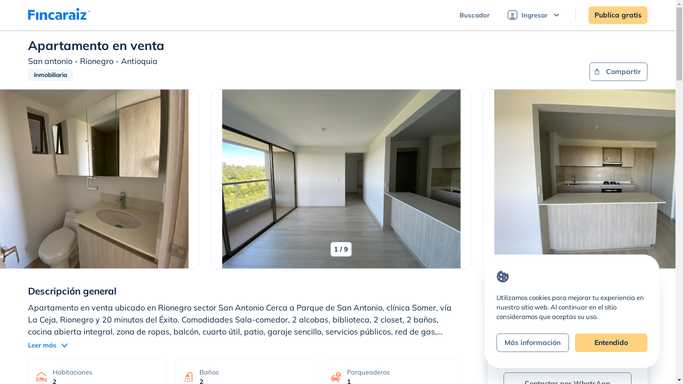 Fincaraiz
Buscador
Ingresar
Publica gratis
Apartamento en venta
San antonio - Rionegro - Antioquia
Inmobiliaria
Compartir
1 / 9
Descripción general
Apartamento en venta ubicado en Rionegro sector San Antonio Cerca a Parque de San Antonio, clínica Somer, vía
La Ceja, Rionegro y 20 minutos del Éxito. Comodidades Sala-comedor, 2 alcobas, biblioteca, 2 closet, 2 baños,
cocina abierta integral, zona de ropas, balcón, cuarto útil, patio, garaje sencillo, servicios públicos, red de gas,...
Leer más
Habitaciones
2
Baños
2
Parqueaderos
1
Utilizamos cookies para mejorar tu experiencia en
nuestro sitio web. Al continuar en el sitio
consideramos que aceptas su uso.
Más información
Entendido
Contactar por WhatsApp